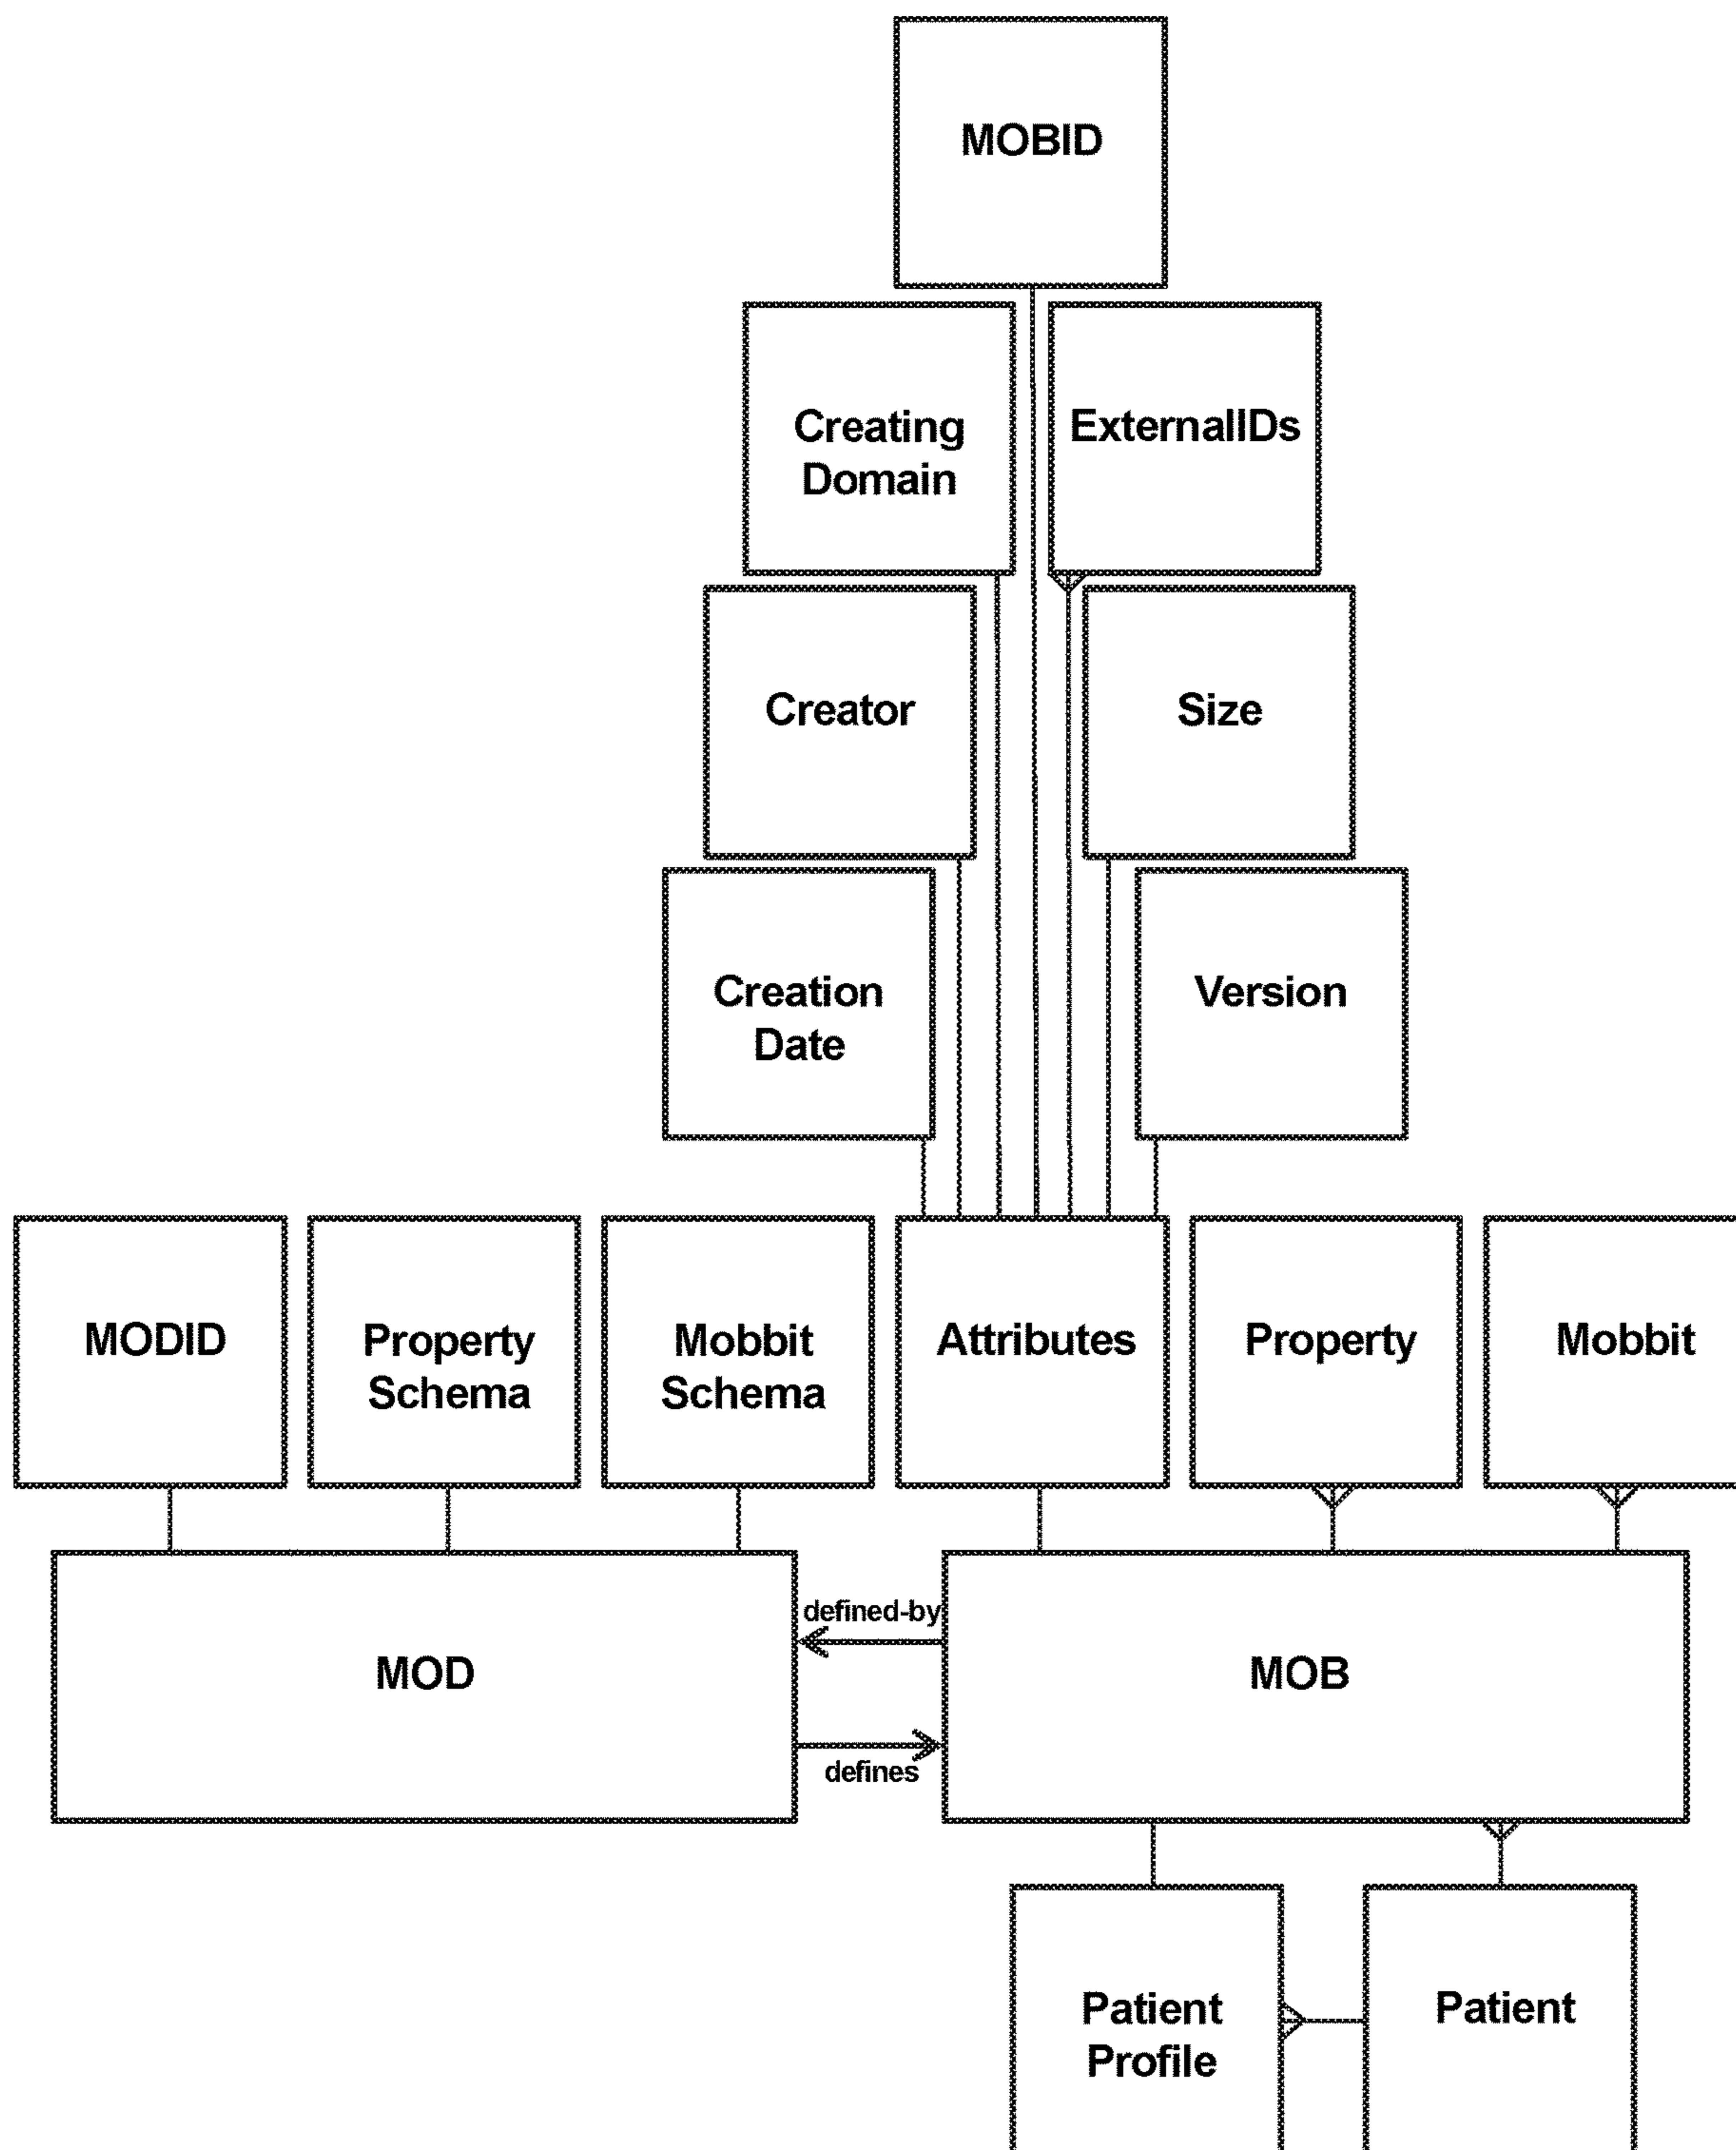 MOBID
Creating
Domain
ExternalIDs
Creator
Size
Creation
Date
Version
MODID
Property
Schema
Mobbit
Schema
Attributes
Property
Mobbit
defined-by
MOD
MOB
defines
Patient
Profile
Patient